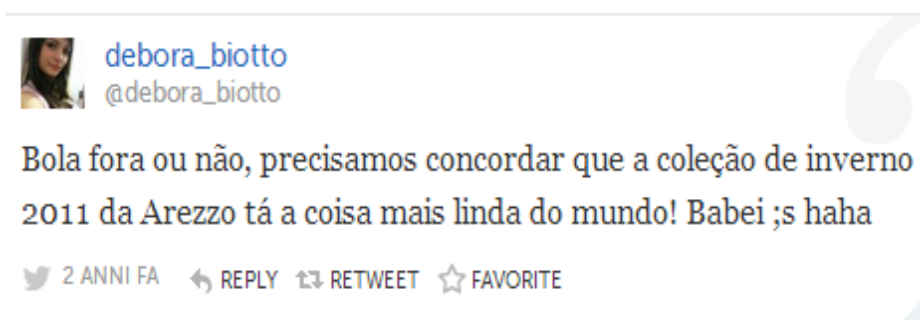 debora_biotto
@debora_biotto
Bola fora ou não, precisamos concordar que a coleção de inverno
2011 da Arezzo tá a coisa mais linda do mundo! Babei ;s haha
2 ANNI FA REPLY RETWEET FAVORITE